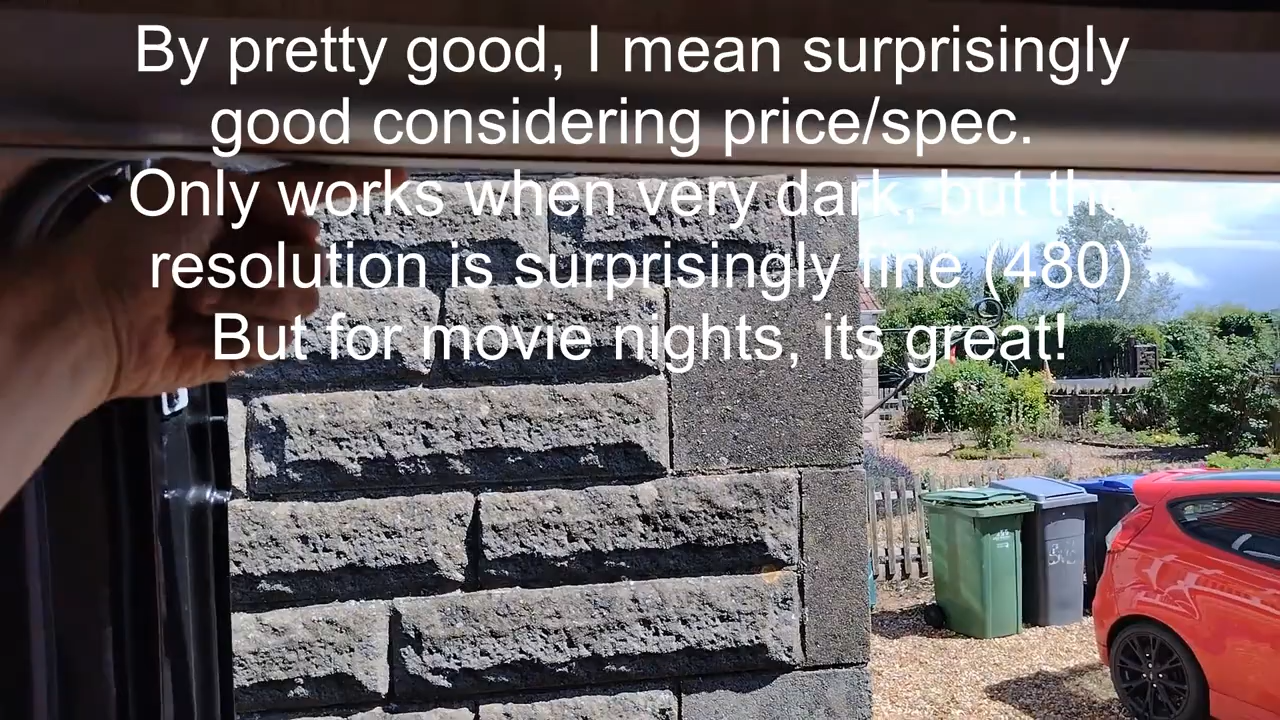 By pretty good, I mean surprisingly
good considering price/spec.
Only works when very dark, but the
resolution is surprisingly fine (480)
But for movie nights, its great!